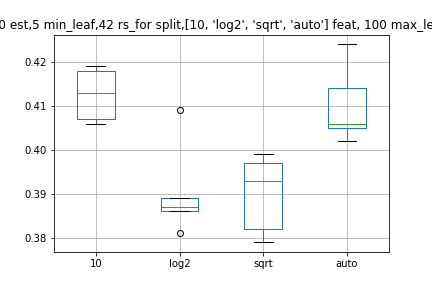 0 est,5 min_leaf,42 rs_for split,[10, 'log2', 'sqrt', 'auto'] feat, 100 max_le
0.42
0.41
0.40
0.39
0.38
10 log2 sqrt auto